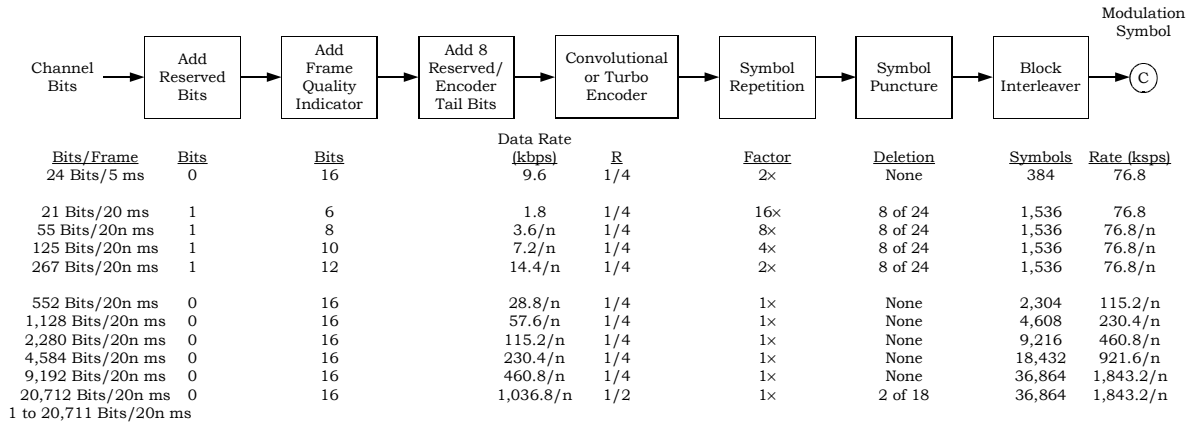 Modulation
Symbol
Channel
Bits
Add
Reserved
Bits
Add
Frame
Quality
Indicator
Add 8
Reserved/
Encoder
Tail Bits
Convolutional
or Turbo
Encoder
Symbol
Repetition
Symbol
Puncture
Block
Interleaver
C
Data Rate
Bits/Frame Bits Bits (kbps) R Factor Deletion Symbols Rate (ksps)
24 Bits/5 ms 0 16 9.6 1/4 2× None 384 76.8
21 Bits/20 ms 1 6 1.8 1/4 16× 8 of 24 1,536 76.8
55 Bits/20n ms 1 8 3.6/n 1/4 8× 8 of 24 1,536 76.8/n
125 Bits/20n ms 1 10 7.2/n 1/4 4× 8 of 24 1,536 76.8/n
267 Bits/20n ms 1 12 14.4/n 1/4 2× 8 of 24 1,536 76.8/n
552 Bits/20n ms 0 16 28.8/n 1/4 1× None 2,304 115.2/n
1,128 Bits/20n ms 0 16 57.6/n 1/4 1× None 4,608 230.4/n
2,280 Bits/20n ms 0 16 115.2/n 1/4 1× None 9,216 460.8/n
4,584 Bits/20n ms 0 16 230.4/n 1/4 1× None 18,432 921.6/n
9,192 Bits/20n ms 0 16 460.8/n 1/4 1× None 36,864 1,843.2/n
20,712 Bits/20n ms 0 16 1,036.8/n 1/2 1× 2 of 18 36,864 1,843.2/n
1 to 20,711 Bits/20n ms